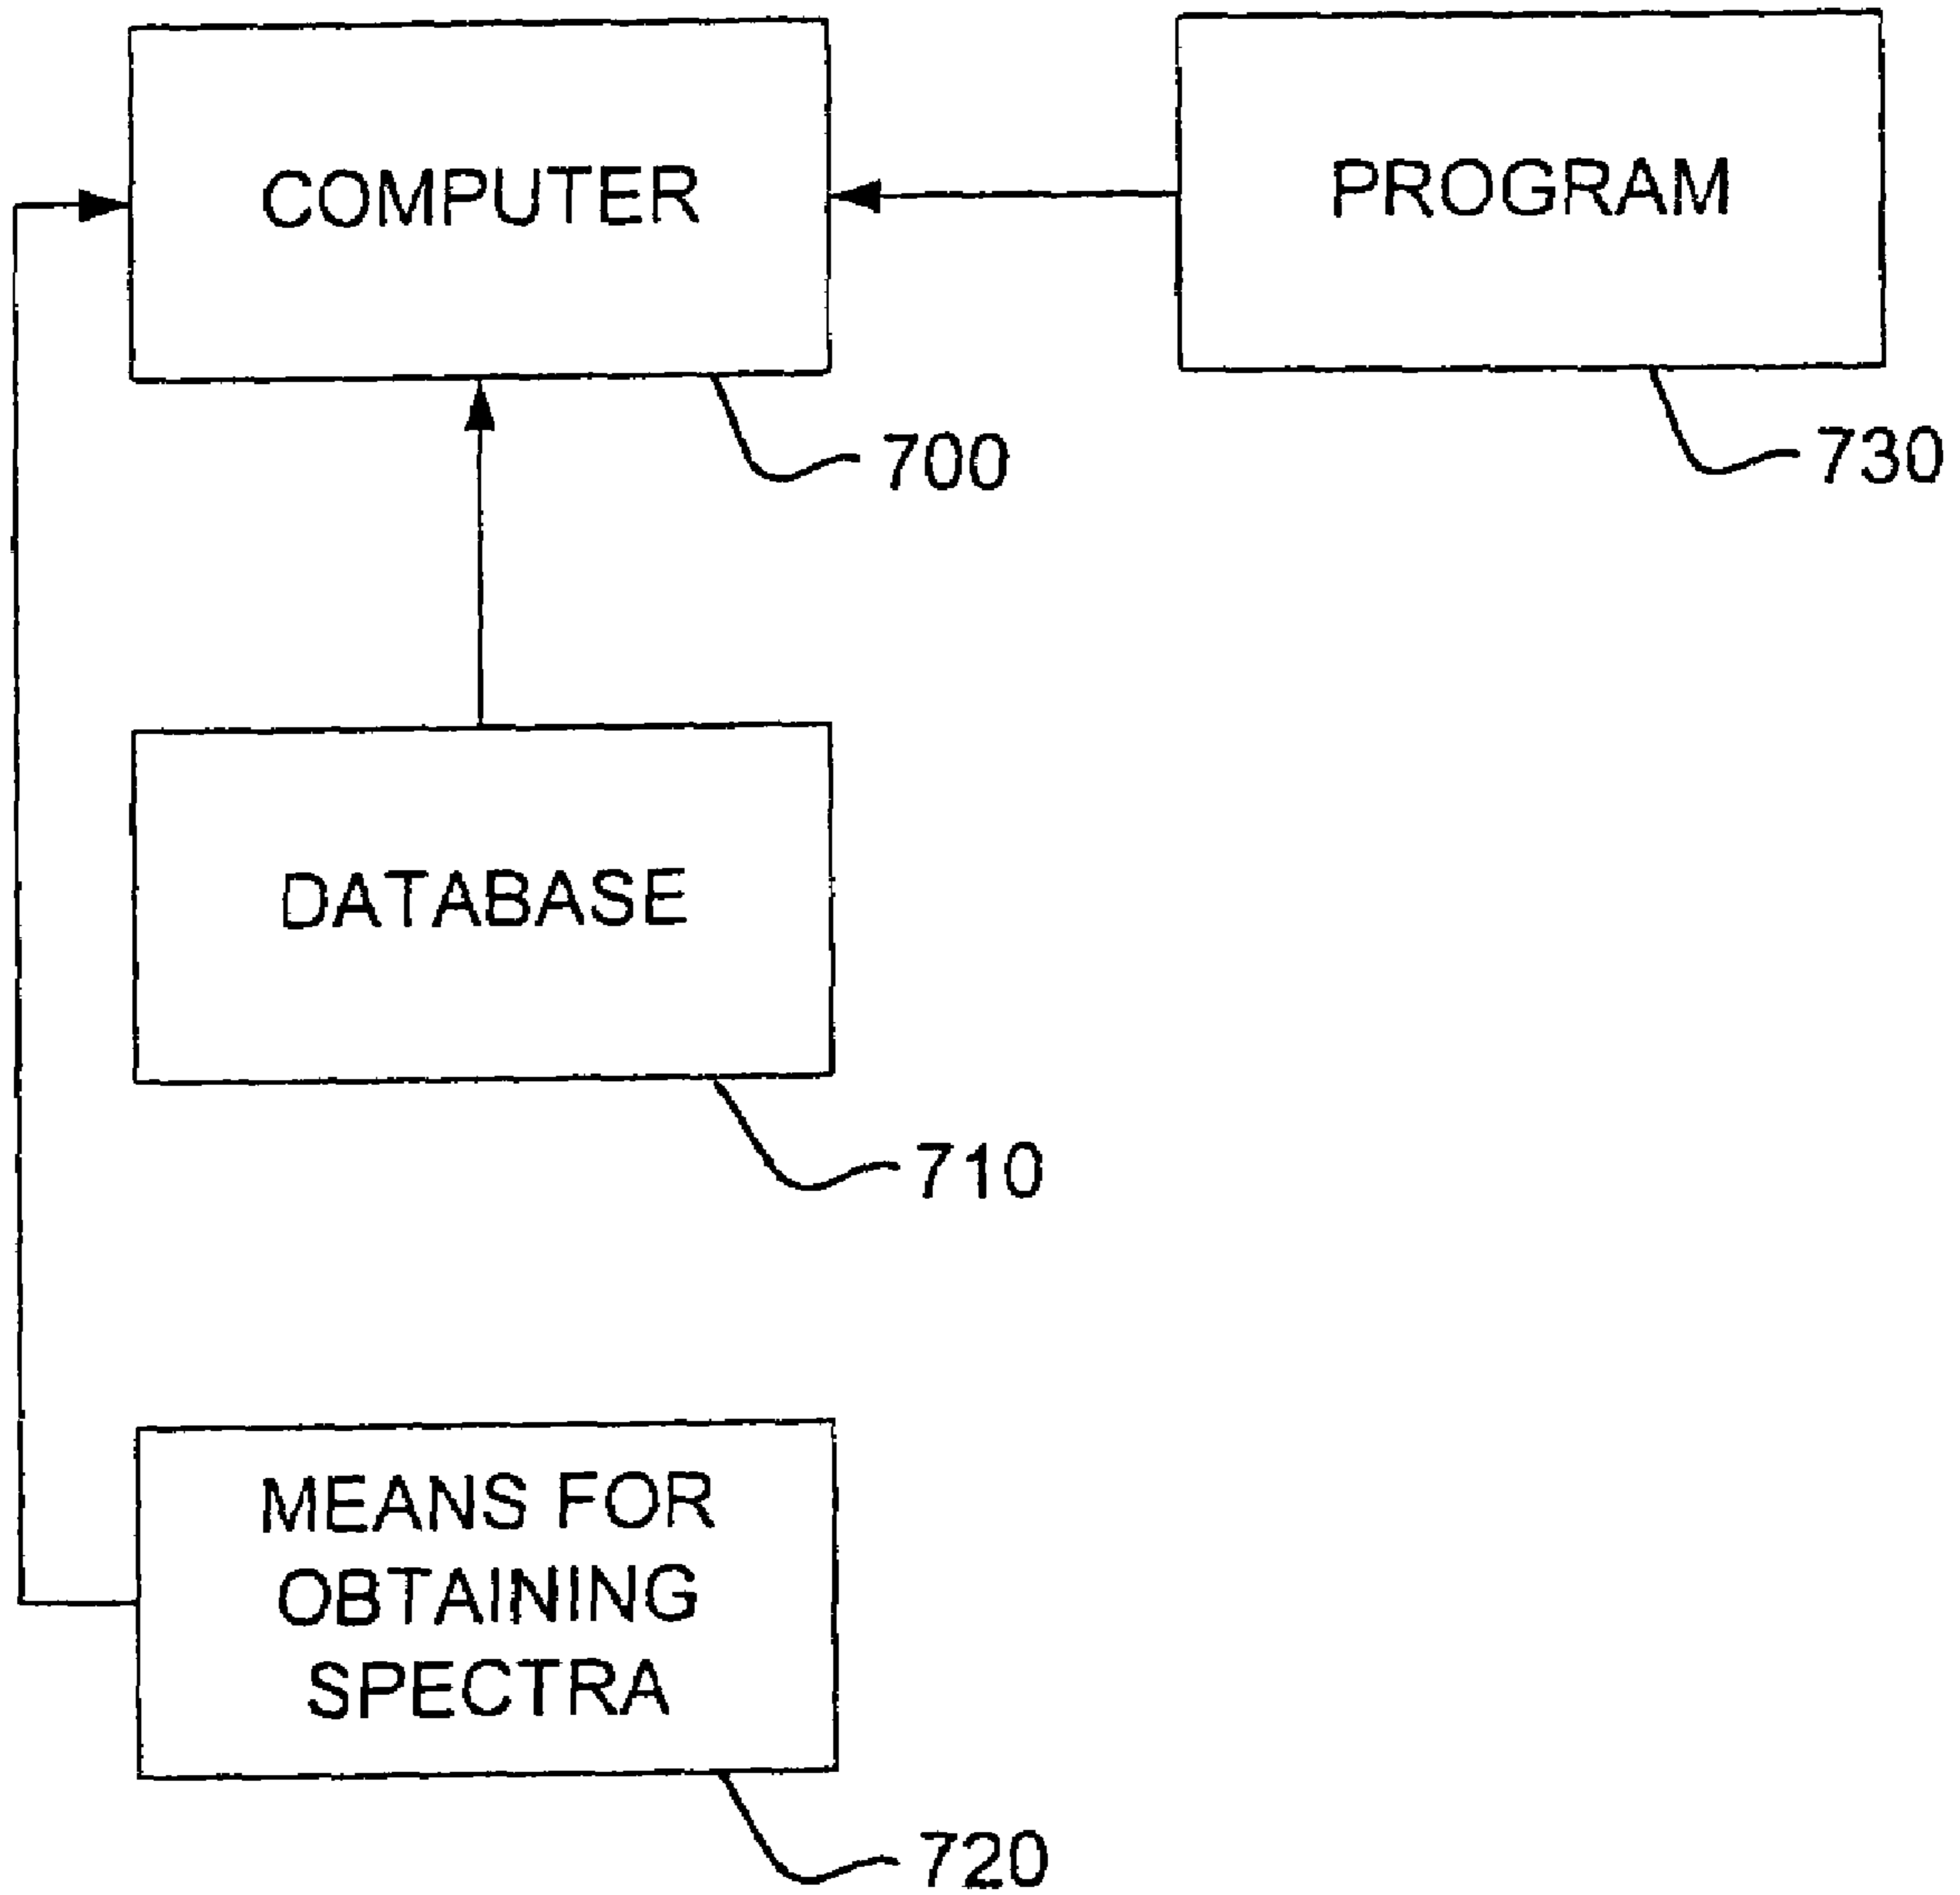 COMPUTER
PROGRAM
700
730
DATABASE
710
MEANS FOR
OBTAINING
SPECTRA
720